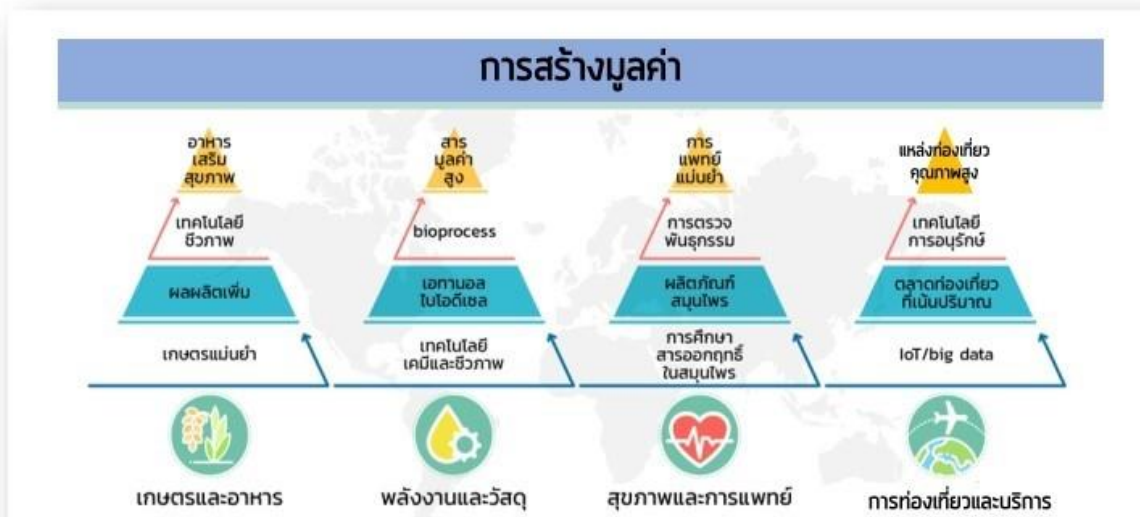 การสร้างมูลค่า
อาหาร
เสริม
สุขภาพ
เทคโนโลยี
ชีวภาพ
ผลผลิตเพิ่ม
เกษตรแม่นยำ
เกษตรและอาหาร
สาร
มูลค่า
สูง
bioprocess
เอทานอล
ไบโอดีเซล
เทคโนโลยี
เคมีและชีวภาพ
พลังงานและวัสดุ
การ
แพทย์
แม่นยำ
การตรวจ
พันธุกรรม
ผลิตภัณฑ์
สมุนไพร
การศึกษา
สารออกฤทธิ์
ในสมุนไพร
สุขภาพและการแพทย์
แหล่งท่องเที่ยว
คุณภาพสูง
เทคโนโลยี
การอนุรักษ์
ตลาดท่องเที่ยว
ที่เน้นปริมาณ
IoT/big data
การท่องเที่ยวและบริการ